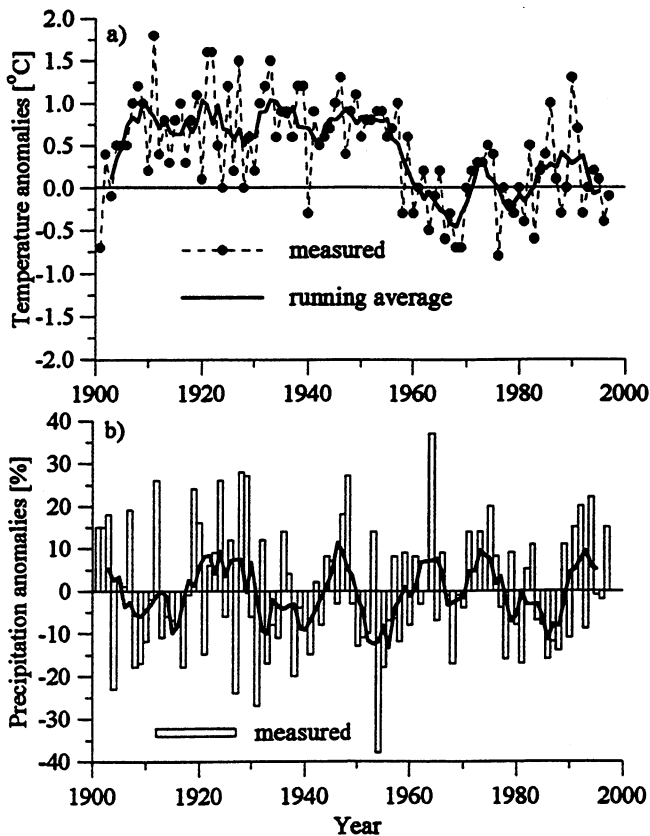 a)
Temperature anomalies [°C]
2.0
1.5
1.0
0.5
0.0
-0.5
-1.0
-1.5
-2.0
measured
running average
1900 1920 1940 1960 1980 2000
b)
Precipitation anomalies [%]
40
30
20
10
0
-10
-20
-30
-40
measured
1900 1920 1940 1960 1980 2000
Year